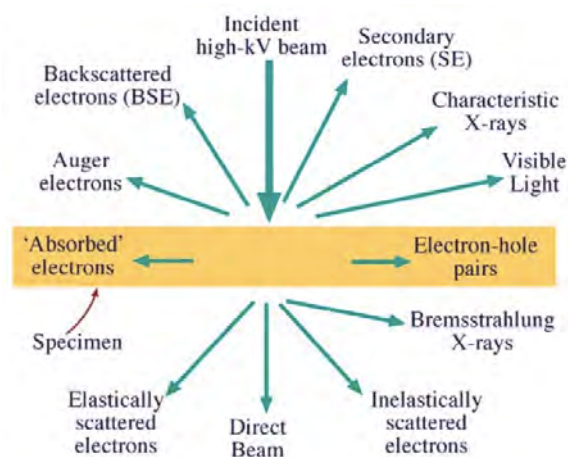 Incident
high-kV beam
Secondary
electrons (SE)
Backscattered
electrons (BSE)
Characteristic
X-rays
Auger
electrons
Visible
Light
'Absorbed'
electrons
Electron-hole
pairs
Specimen
Bremsstrahlung
X-rays
Elastically
scattered
electrons
Direct
Beam
Inelastically
scattered
electrons